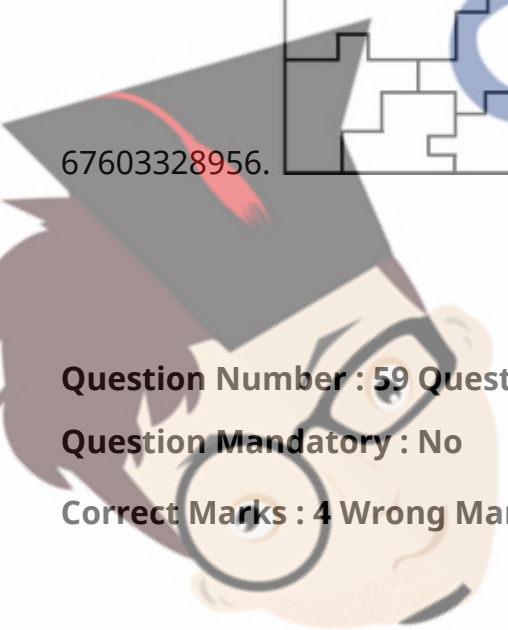 67603328956.
Question Number : 59 Quest
Question Mandatory : No
Correct Marks : 4 Wrong Mar